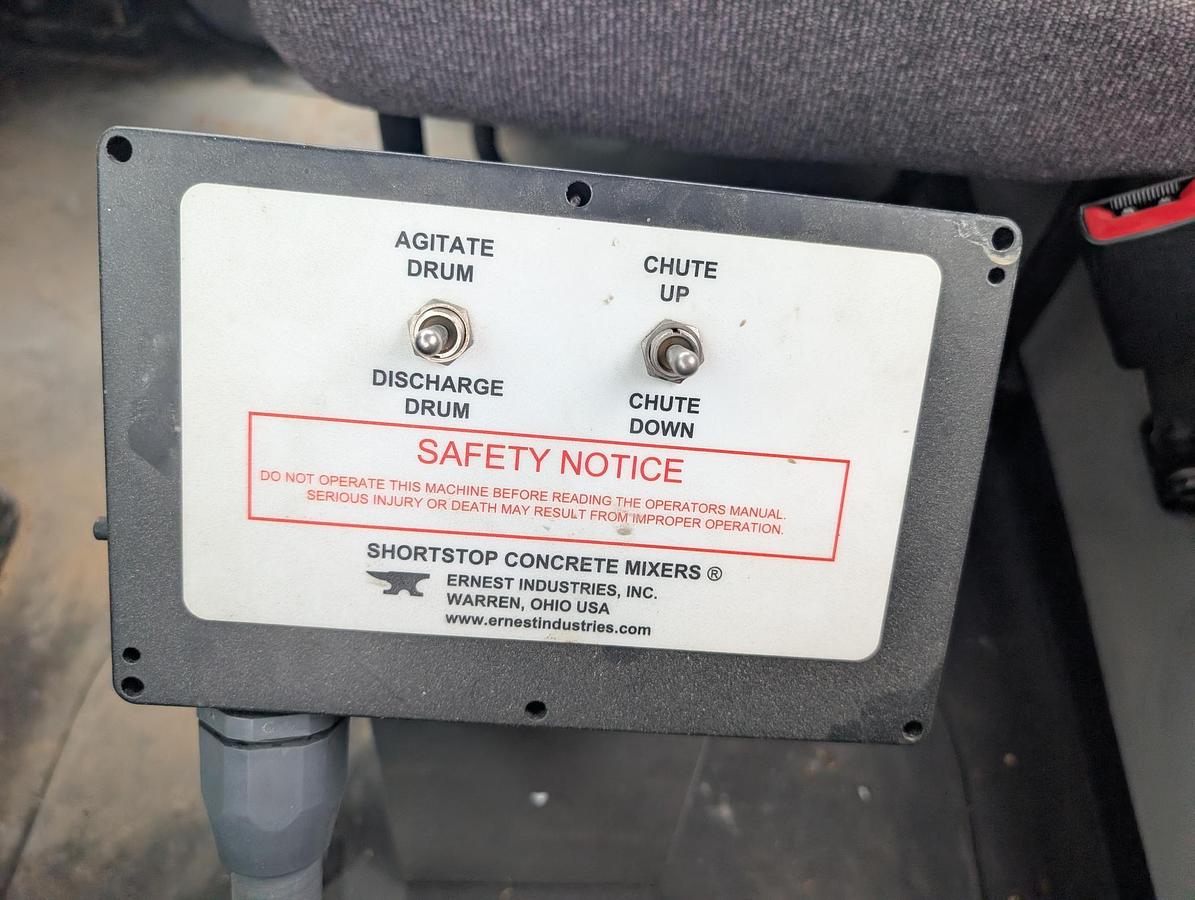 AGITATE
DRUM
CHUTE
UP
DISCHARGE
DRUM
CHUTE
DOWN
SAFETY NOTICE
DO NOT OPERATE THIS MACHINE BEFORE READING THE OPERATORS MANUAL.
SERIOUS INJURY OR DEATH MAY RESULT FROM IMPROPER OPERATION.
SHORTSTOP CONCRETE MIXERS ®
ERNEST INDUSTRIES, INC.
WARREN, OHIO USA
www.ernestindustries.com